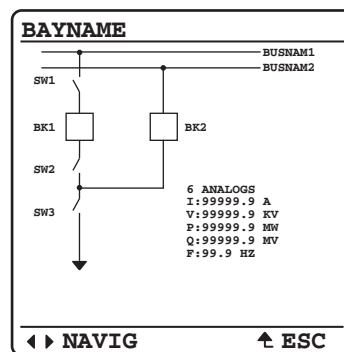 BAYNAME
BUSNAM1
BUSNAM2
SW1
BK1
BK2
SW2
SW3
6 ANALOGS
I:99999.9 A
V:99999.9 KV
P:99999.9 MW
Q:99999.9 MV
F:99.9 HZ
NAVIG
ESC